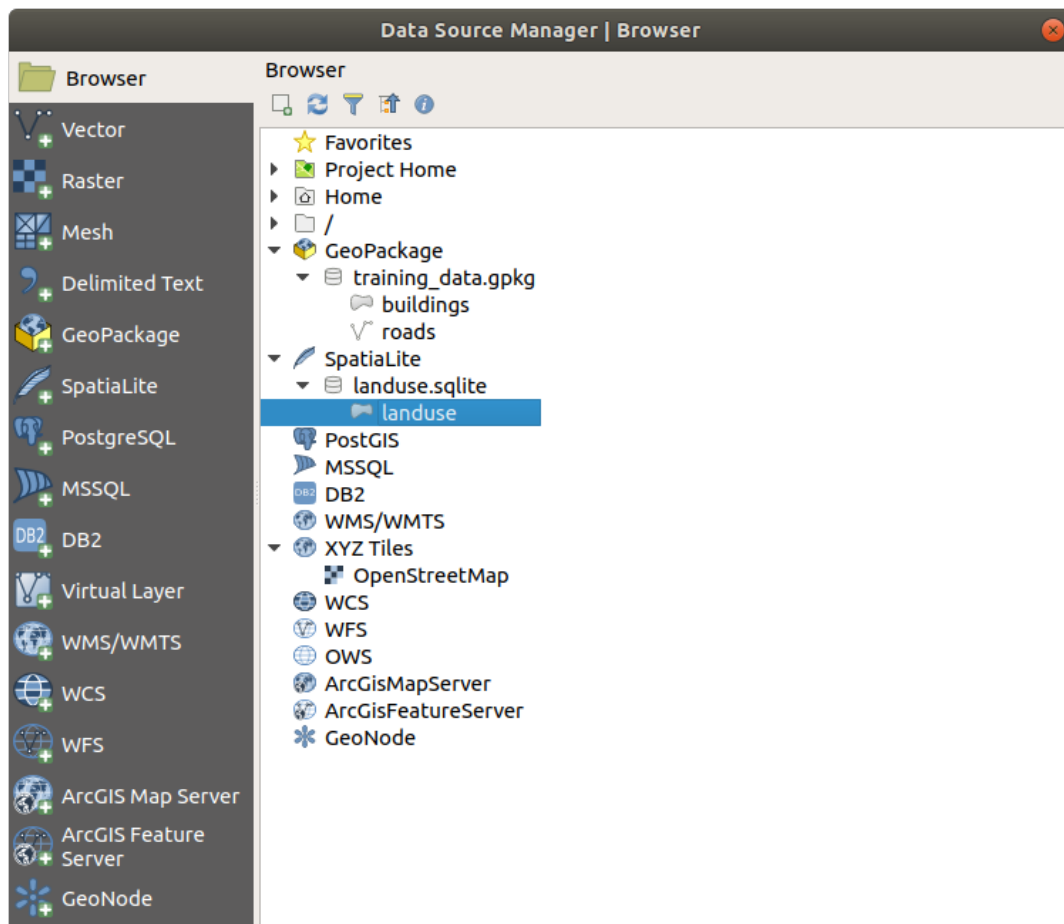 Data Source Manager | Browser
Browser
Vector
Raster
Mesh
Delimited Text
GeoPackage
SpatiaLite
PostgreSQL
MSSQL
DB2
DB2
Virtual Layer
WMS/WMTS
WCS
WFS
ArcGIS Map Server
ArcGIS Feature
Server
GeoNode
Browser
Favorites
Project Home
Home
/
GeoPackage
training_data.gpkg
buildings
roads
SpatiaLite
landuse.sqlite
landuse
PostGIS
MSSQL
DB2
DB2
WMS/WMTS
XYZ Tiles
OpenStreetMap
WCS
WFS
OWS
ArcGisMapServer
ArcGisFeatureServer
GeoNode